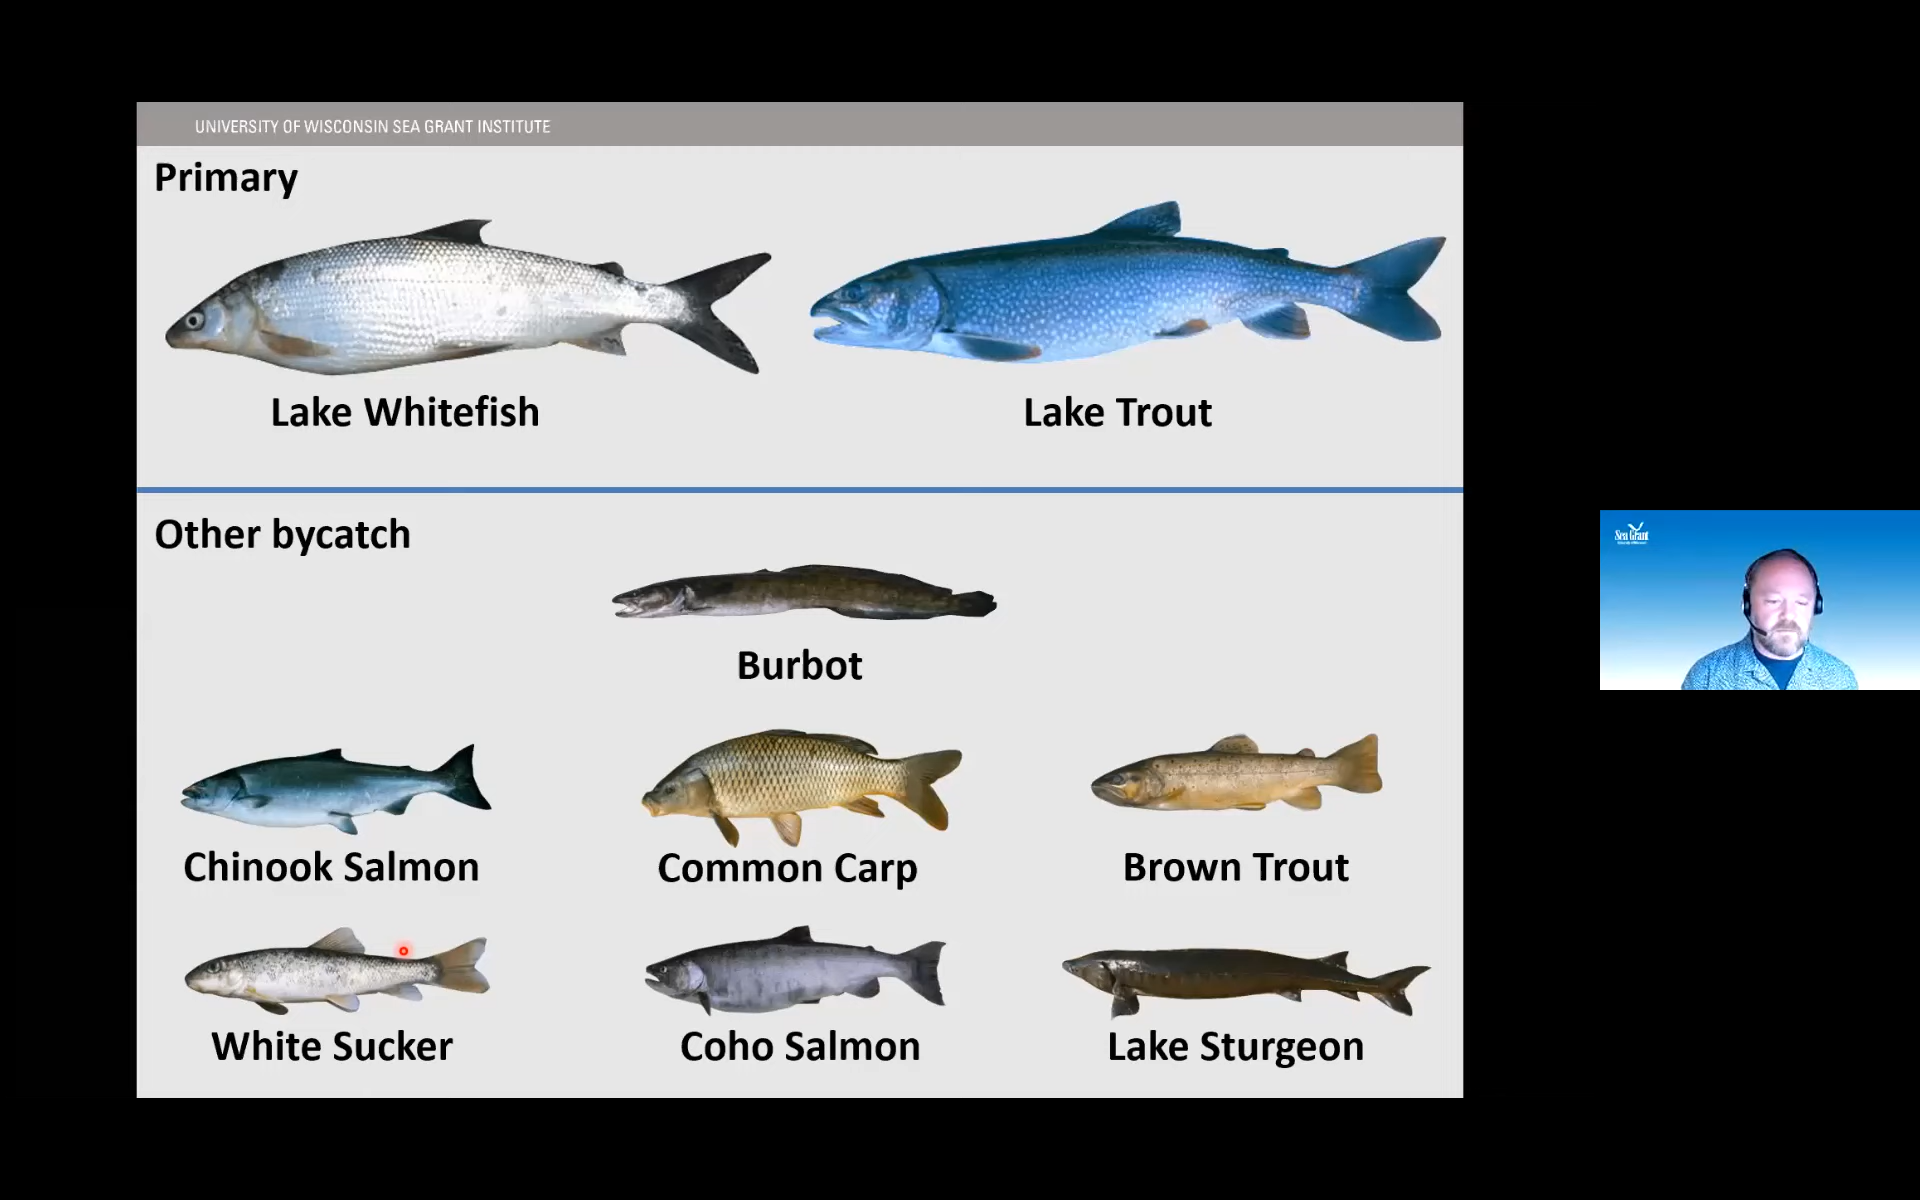 UNIVERSITY OF WISCONSIN SEA GRANT INSTITUTE
Primary
Lake Whitefish
Lake Trout
Other bycatch
Burbot
Chinook Salmon
Common Carp
Brown Trout
White Sucker
Coho Salmon
Lake Sturgeon
Sea Grant